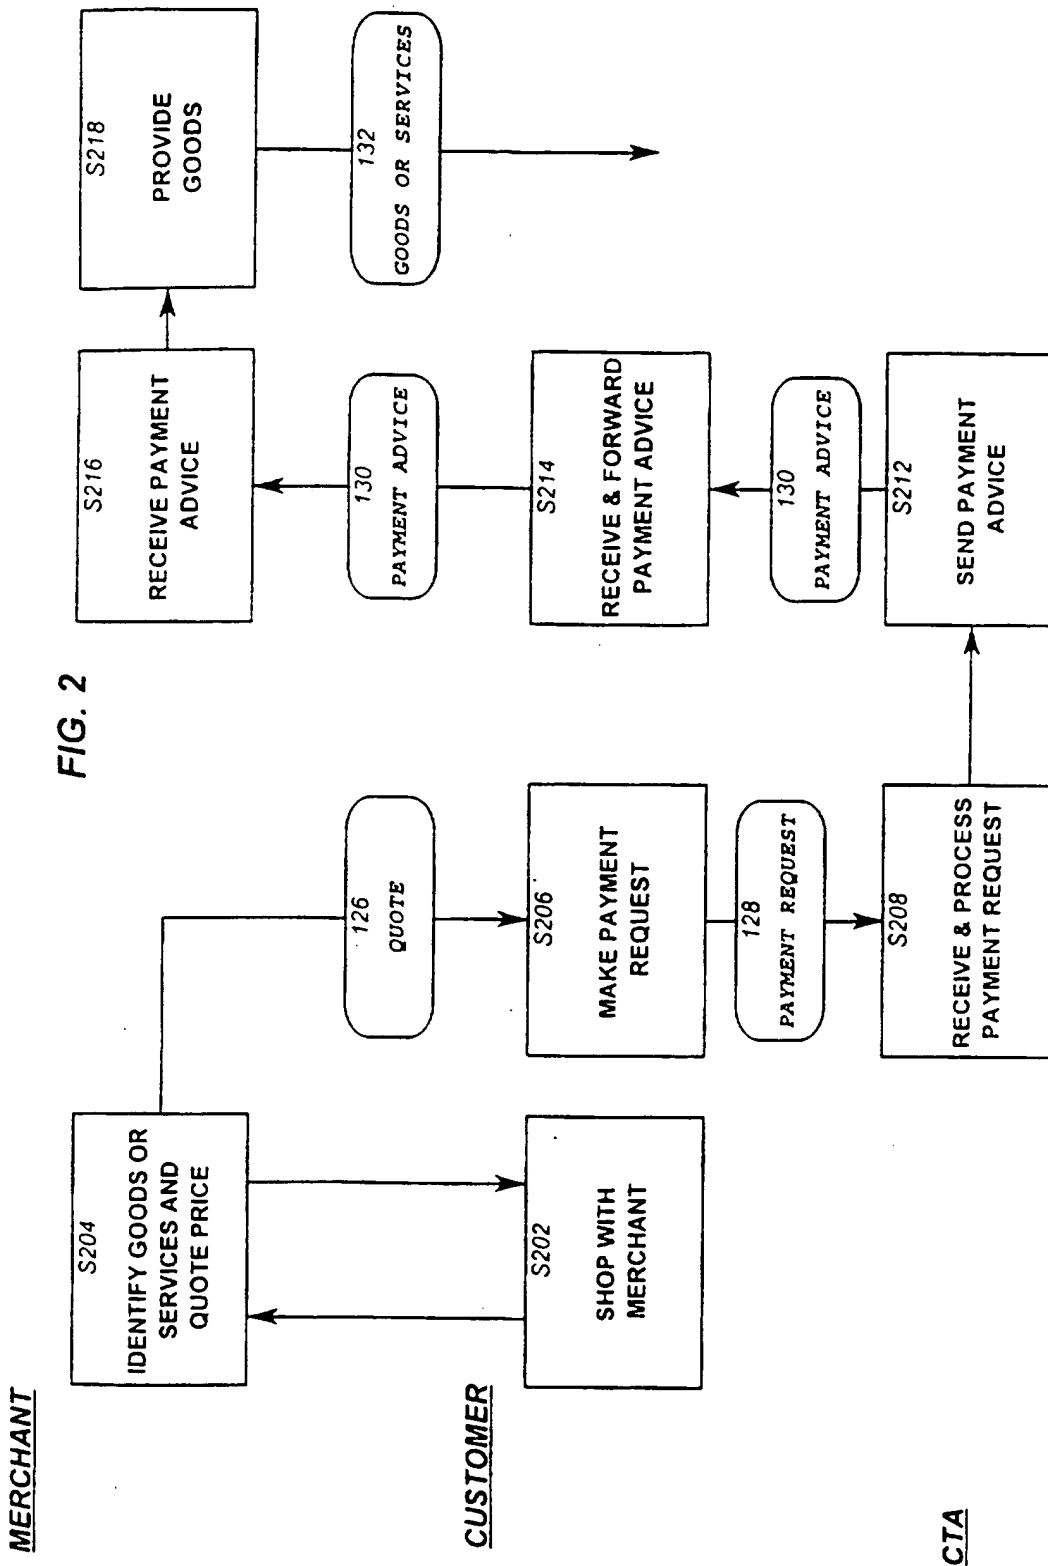 FIG. 2
MERCHANT
S204
IDENTIFY GOODS OR
SERVICES AND
QUOTE PRICE
S216
RECEIVE PAYMENT
ADVICE
S218
PROVIDE
GOODS
126
QUOTE
130
PAYMENT ADVICE
132
GOODS OR SERVICES
CUSTOMER
S202
SHOP WITH
MERCHANT
S206
MAKE PAYMENT
REQUEST
S214
RECEIVE & FORWARD
PAYMENT ADVICE
128
PAYMENT REQUEST
130
PAYMENT ADVICE
CTA
S208
RECEIVE & PROCESS
PAYMENT REQUEST
S212
SEND PAYMENT
ADVICE